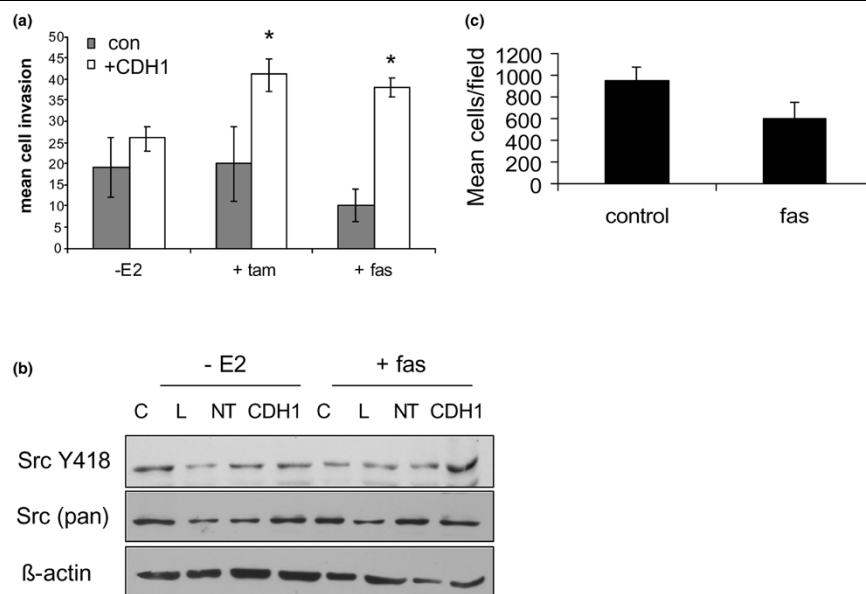 (a)
mean cell invasion
50
45
40
35
30
25
20
15
10
5
0
con
+CDH1
*
*
-E2
+ tam
+ fas
(c)
Mean cells/field
1200
1000
800
600
400
200
0
control
fas
(b)
- E2
+ fas
C L NT CDH1 C L NT CDH1
Src Y418
Src (pan)
ß-actin